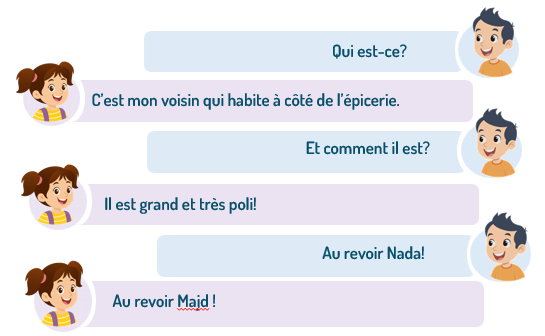 Qui est-ce?
C'est mon voisin qui habite à côté de l'épicerie.
Et comment il est?
Il est grand et très poli!
Au revoir Nada!
Au revoir Majd !